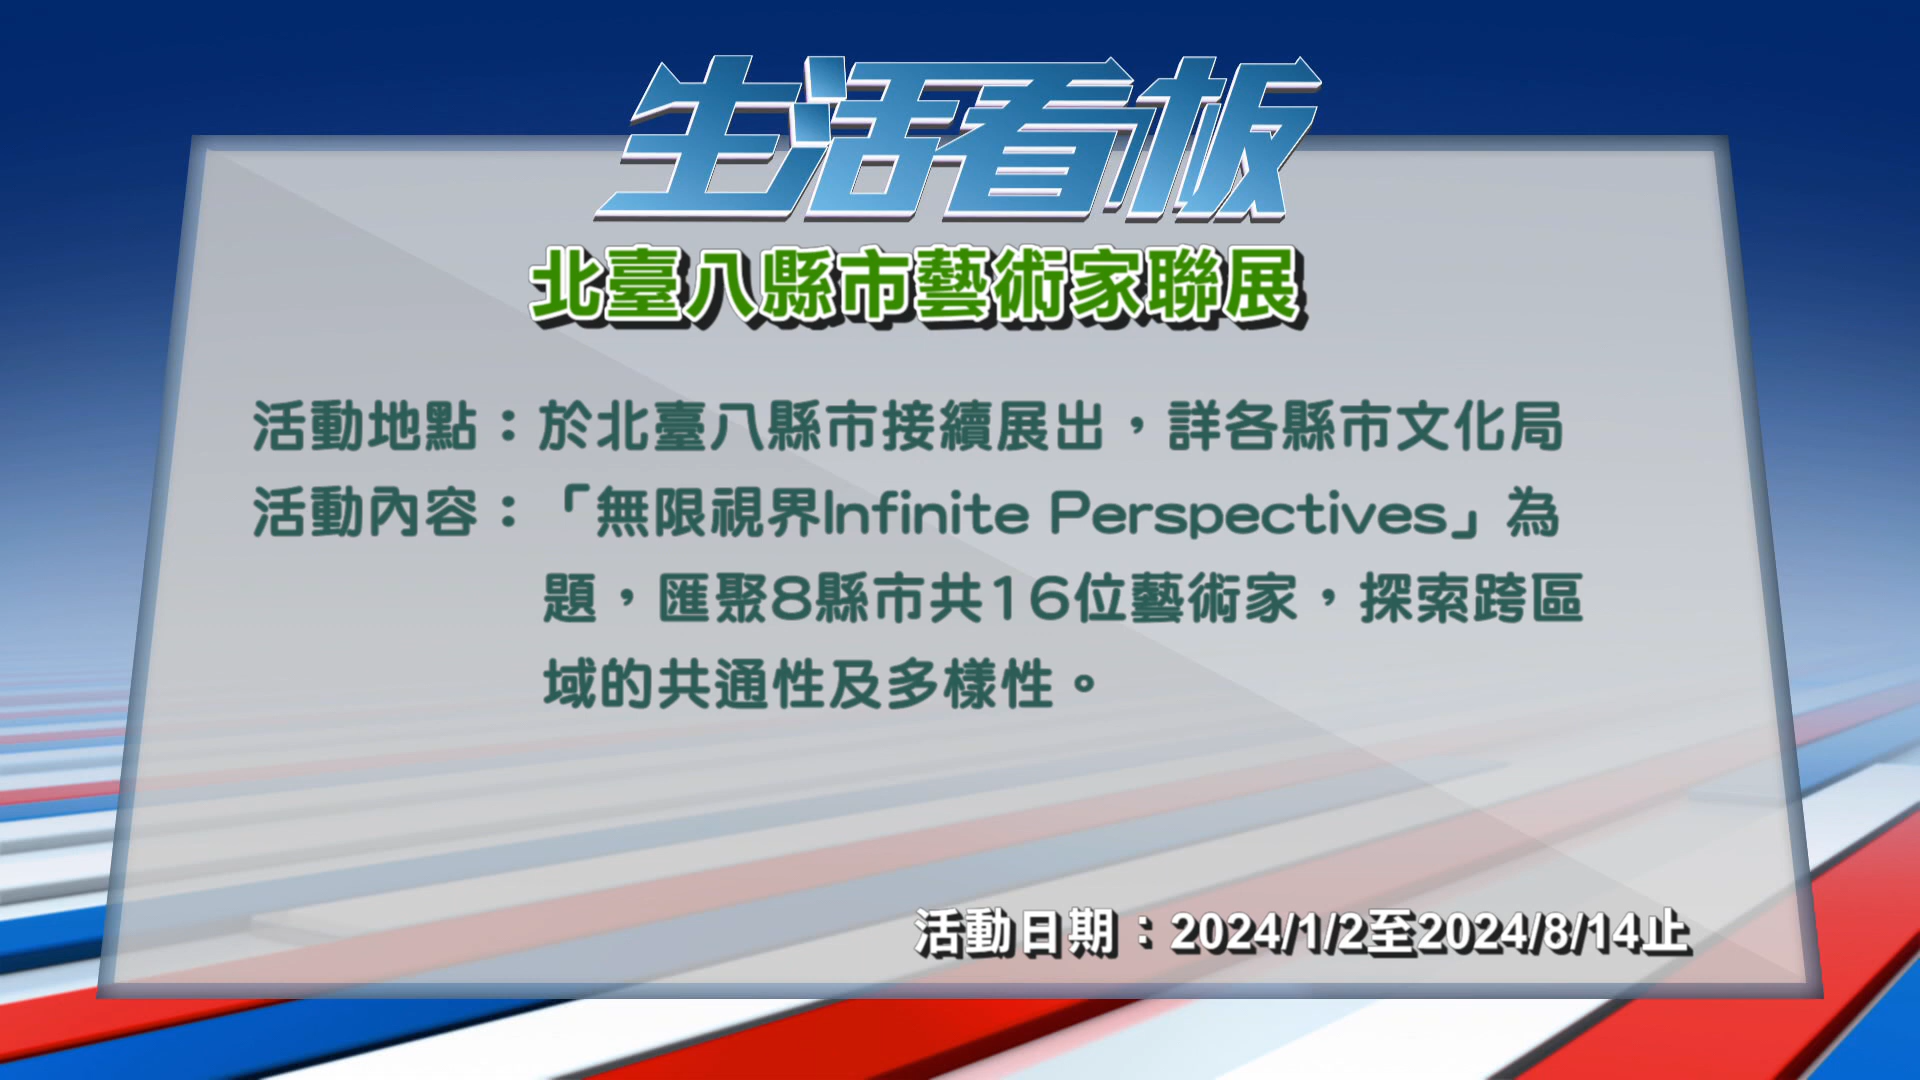 生活看板
北臺八縣市藝術家聯展
活動地點：於北臺八縣市接續展出，詳各縣市文化局
活動內容：「無限視界Infinite Perspectives」為
題，匯聚8縣市共16位藝術家，探索跨區
域的共通性及多樣性。
活動日期：2024/1/2至2024/8/14止